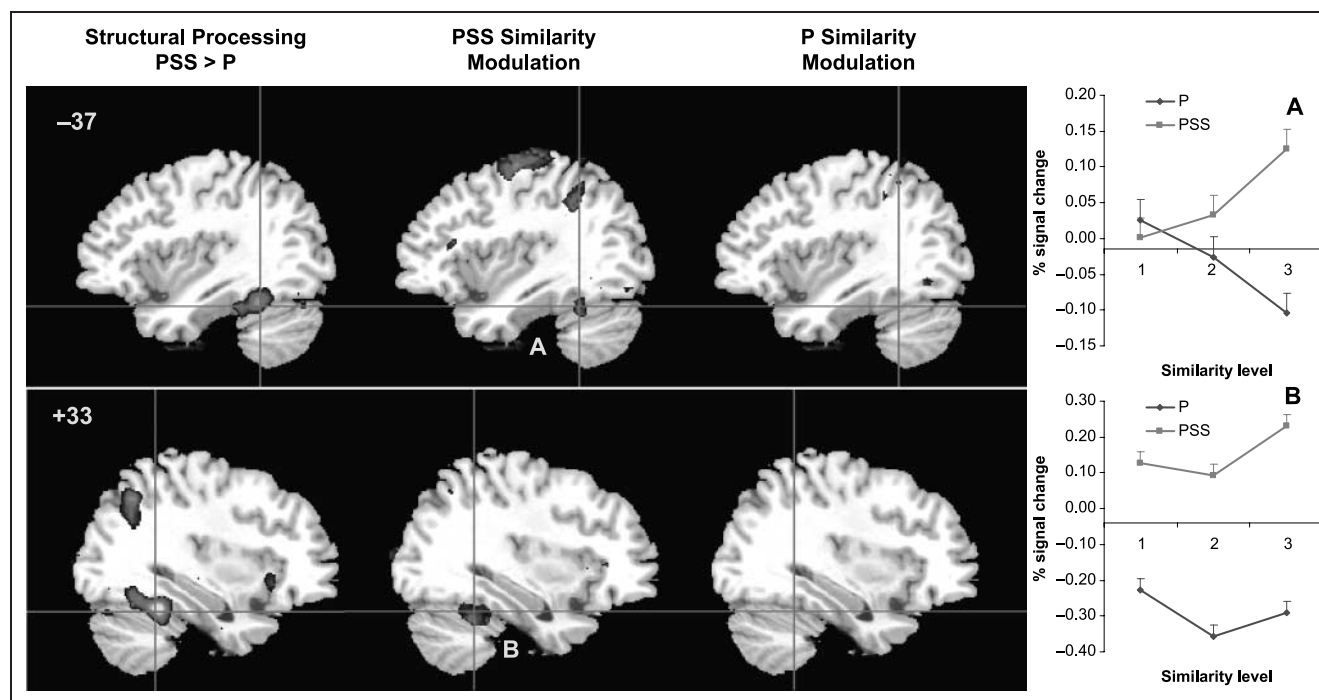 Structural Processing
PSS > P
PSS Similarity
Modulation
P Similarity
Modulation
–37
A
+33
B
A
P
PSS
% signal change
0.20
0.15
0.10
0.05
0.00
–0.05
–0.10
–0.15
1
2
3
Similarity level
B
P
PSS
% signal change
0.30
0.20
0.10
0.00
–0.10
–0.20
–0.30
–0.40
1
2
3
Similarity level